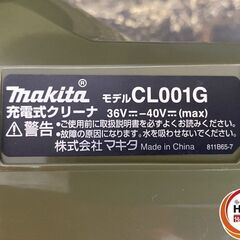 makita® モデル CL001G
充電式クリーナ 36V⎓-40V⎓(max)
⚠警告 ●ご使用前に取扱説明書を必ずよくお読みください。
●故障の原因になります。水を吸わせないでください。
株式会社 マキタ Made in China 811B65-7